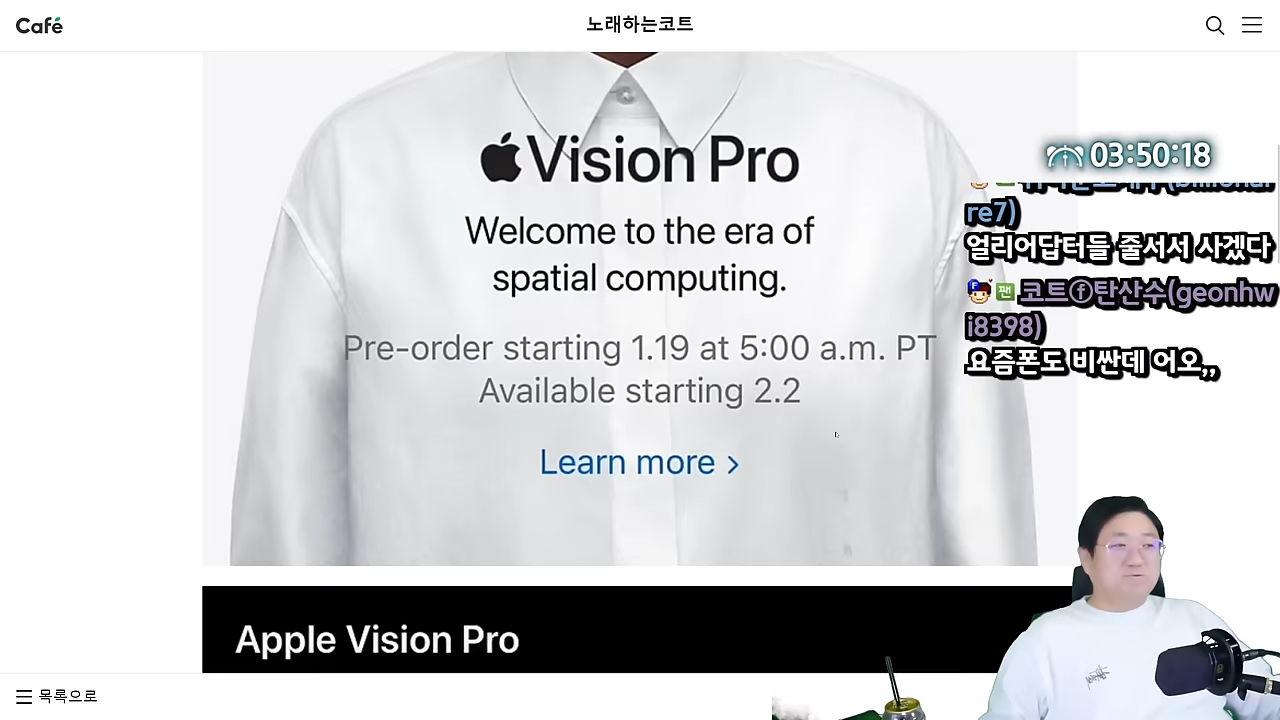 Café
노래하는코트
Vision Pro
Welcome to the era of
spatial computing.
Pre-order starting 1.19 at 5:00 a.m. PT
Available starting 2.2
Learn more >
Apple Vision Pro
목록으로
03:50:18
re7)
얼리어답터들 줄서서 사겠다
F 팬 코트ⓕ탄산수(geonhw
i8398)
요즘폰도 비싼데 어오,,